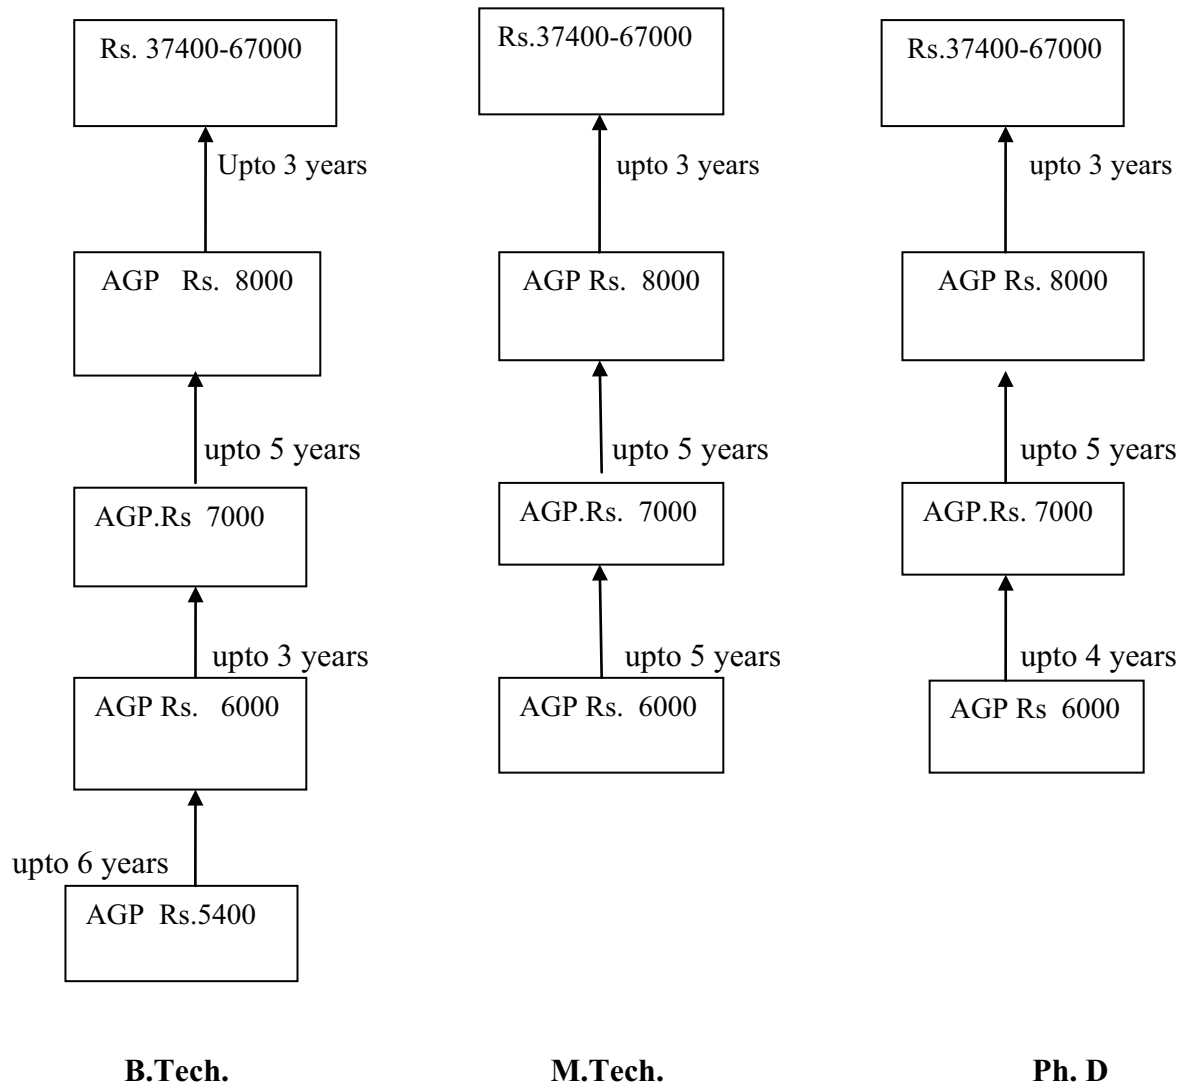 Rs. 37400-67000
Rs.37400-67000
Rs.37400-67000
Upto 3 years
upto 3 years
upto 3 years
AGP Rs. 8000
AGP Rs. 8000
AGP Rs. 8000
upto 5 years
upto 5 years
upto 5 years
AGP.Rs 7000
AGP.Rs. 7000
AGP.Rs. 7000
upto 3 years
upto 5 years
upto 4 years
AGP Rs. 6000
AGP Rs. 6000
AGP Rs 6000
upto 6 years
AGP Rs.5400
B.Tech.
M.Tech.
Ph. D